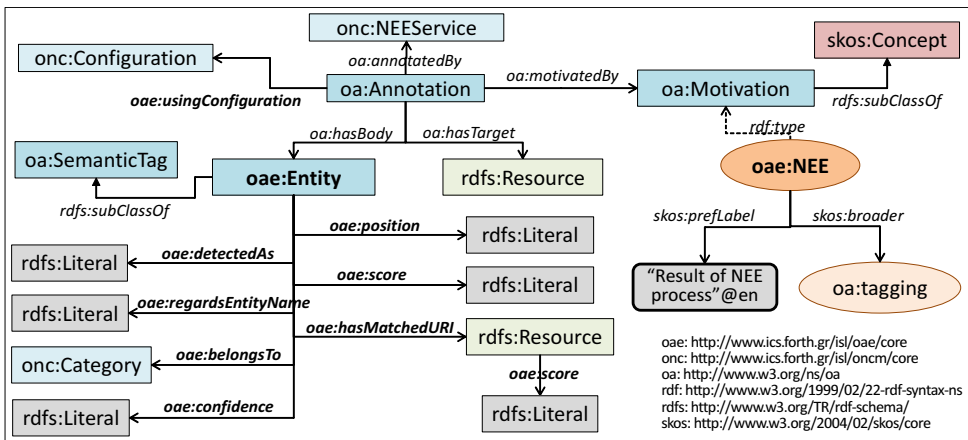 onc:NEEService
onc:Configuration
skos:Concept
oa:annotatedBy
oa:motivatedBy
oae:usingConfiguration
oa:Annotation
oa:Motivation
rdfs:subClassOf
oa:hasBody
oa:hasTarget
rdf:type
oa:SemanticTag
oae:Entity
rdfs:Resource
oae:NEE
rdfs:subClassOf
skos:prefLabel
skos:broader
oae:position
rdfs:Literal
oae:detectedAs
rdfs:Literal
oae:score
rdfs:Literal
"Result of NEE
process"@en
oa:tagging
oae:regardsEntityName
rdfs:Literal
oae:hasMatchedURI
rdfs:Resource
oae:belongsTo
onc:Category
oae:score
oae:confidence
rdfs:Literal
rdfs:Literal
oae: http://www.ics.forth.gr/isl/oae/core
onc: http://www.ics.forth.gr/isl/oncm/core
oa: http://www.w3.org/ns/oa
rdf: http://www.w3.org/1999/02/22-rdf-syntax-ns
rdfs: http://www.w3.org/TR/rdf-schema/
skos: http://www.w3.org/2004/02/skos/core